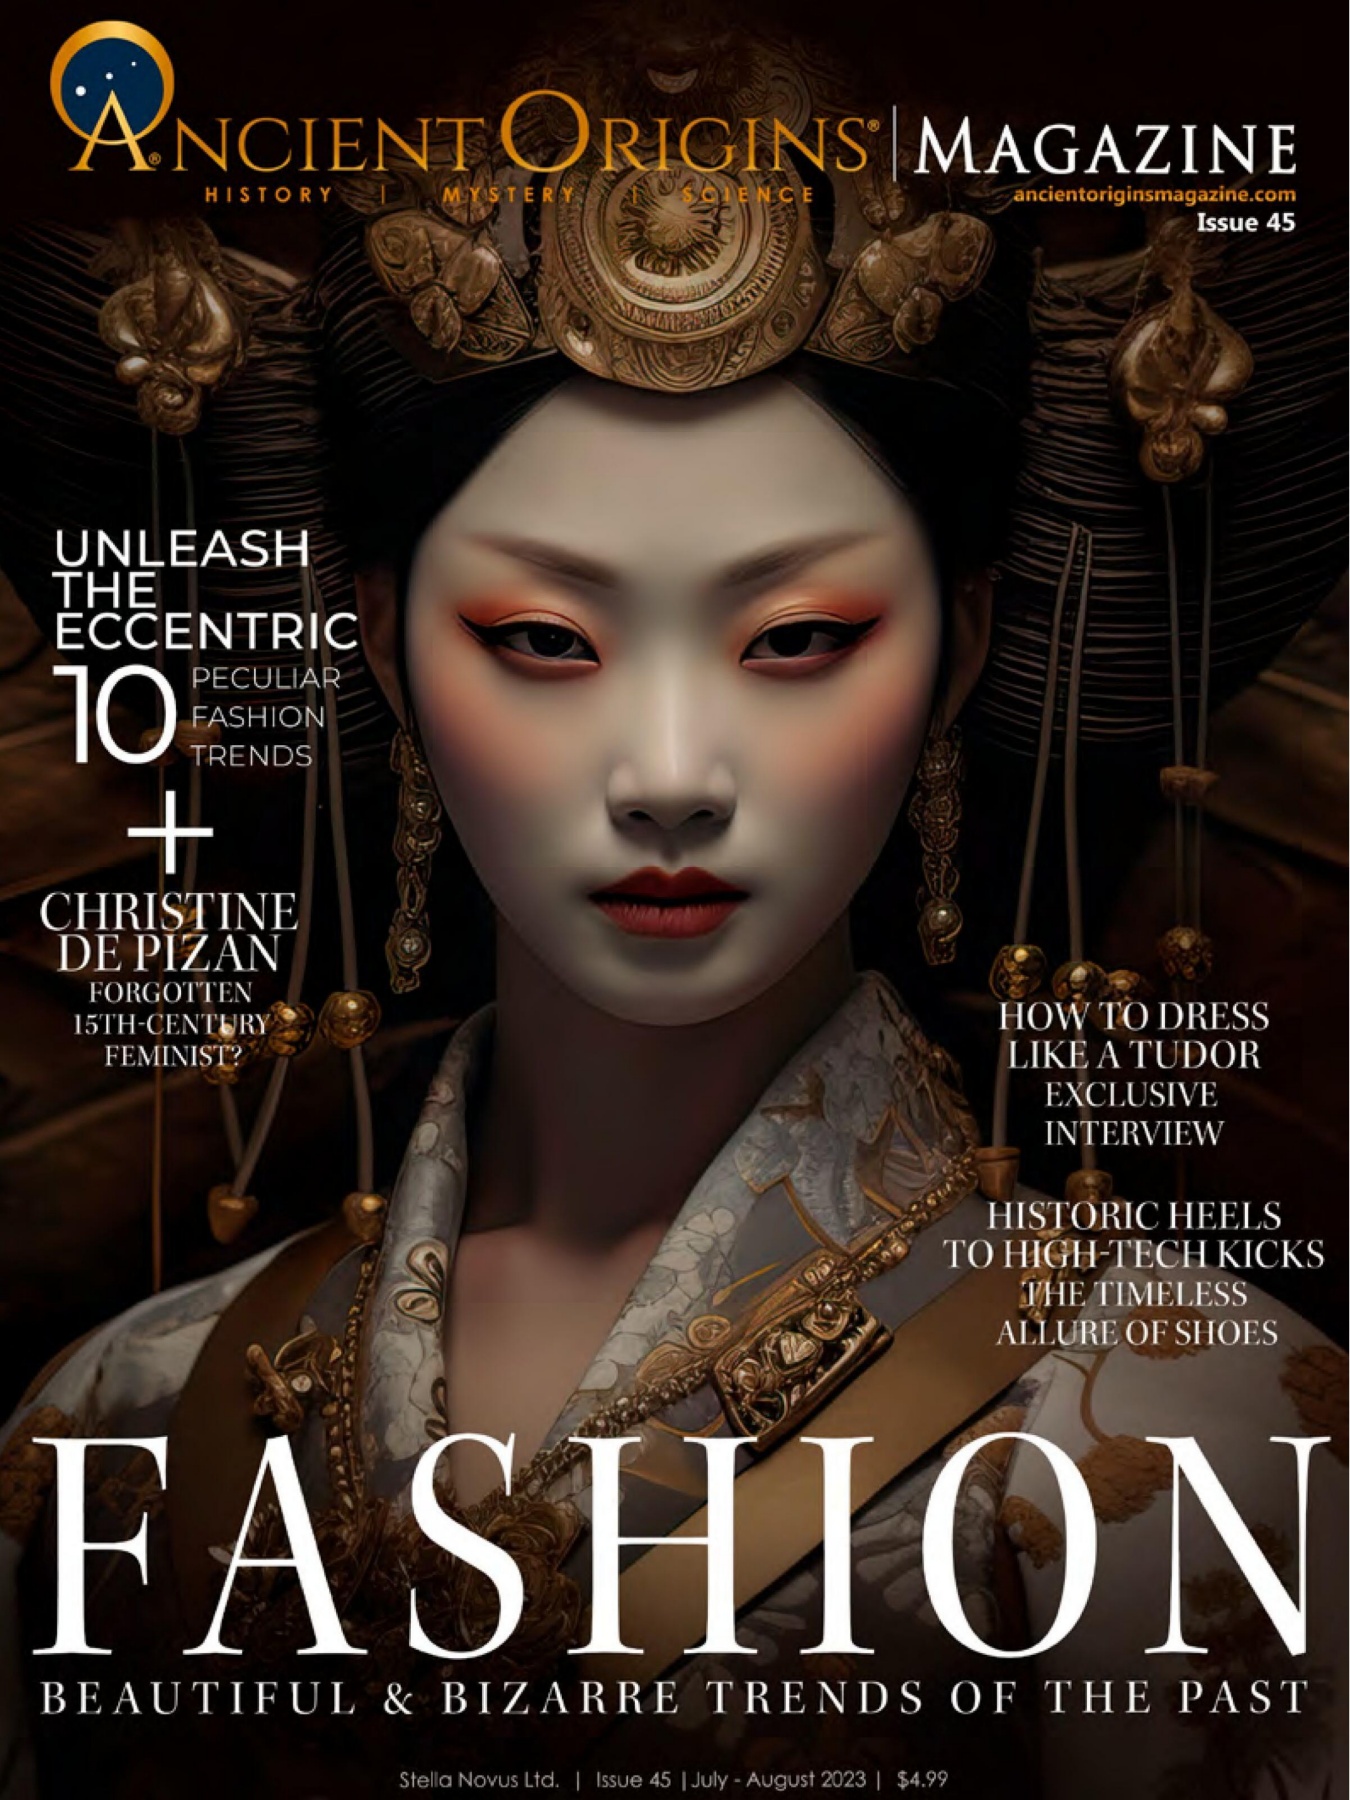 ANCIENT ORIGINS® | MAGAZINE
HISTORY | MYSTERY | SCIENCE
ancientoriginsmagazine.com
Issue 45
UNLEASH
THE
ECCENTRIC
10 PECULIAR
FASHION
TRENDS
+
CHRISTINE
DE PIZAN
FORGOTTEN
15TH-CENTURY
FEMINIST?
HOW TO DRESS
LIKE A TUDOR
EXCLUSIVE
INTERVIEW
HISTORIC HEELS
TO HIGH-TECH KICKS
THE TIMELESS
ALLURE OF SHOES
FASHION
BEAUTIFUL & BIZARRE TRENDS OF THE PAST
Stella Novus Ltd. | Issue 45 | July - August 2023 | $4.99